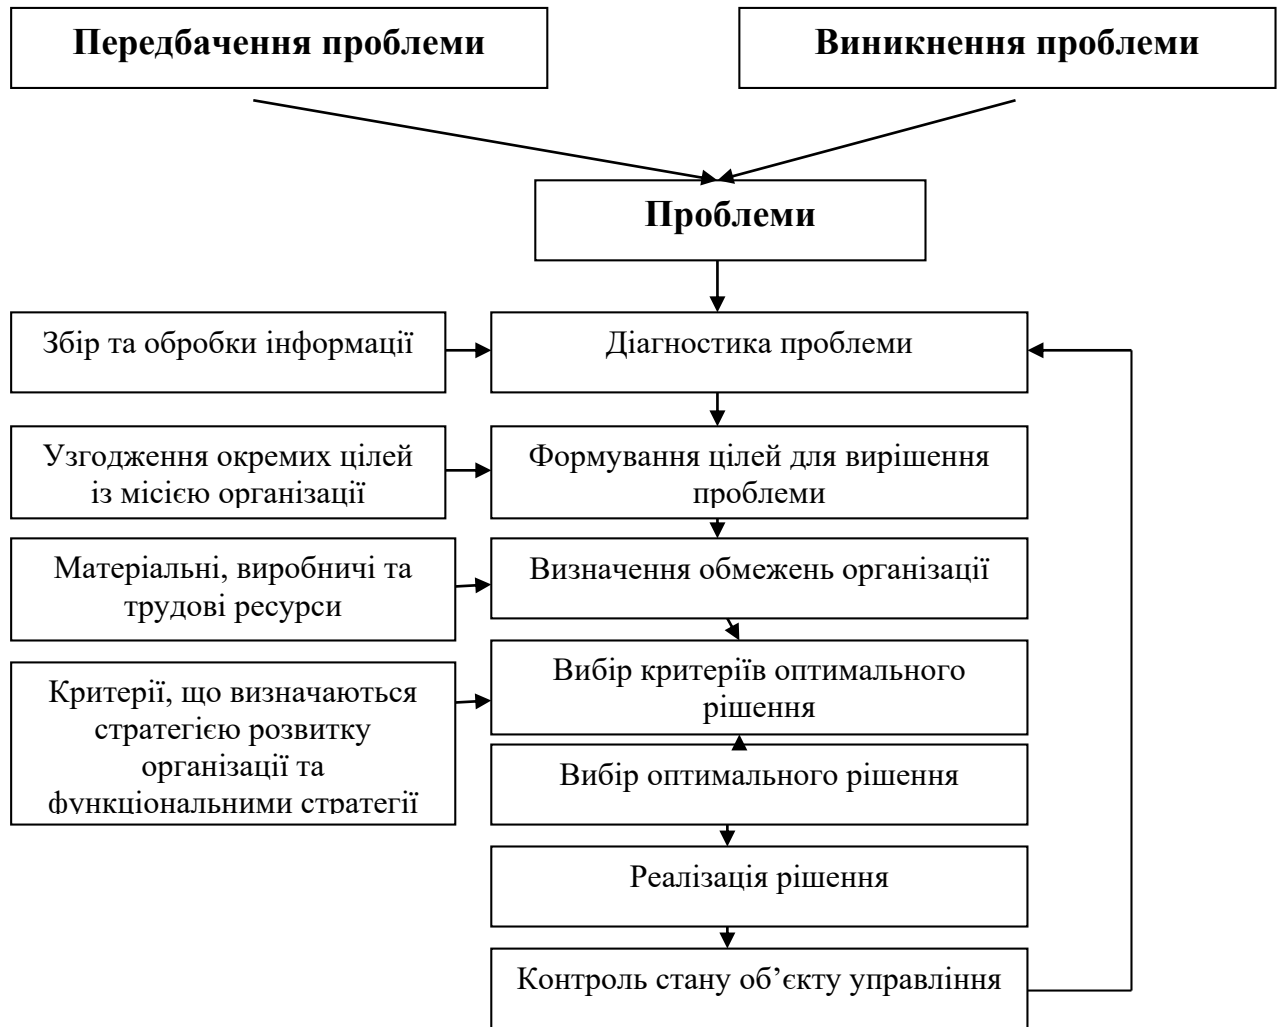 Передбачення проблеми
Виникнення проблеми
Проблеми
Збір та обробки інформації
Діагностика проблеми
Узгодження окремих цілей
із місією організації
Формування цілей для вирішення
проблеми
Матеріальні, виробничі та
трудові ресурси
Визначення обмежень організації
Критерії, що визначаються
стратегією розвитку
організації та
функціональними стратегії
Вибір критеріїв оптимального
рішення
Вибір оптимального рішення
Реалізація рішення
Контроль стану об’єкту управління